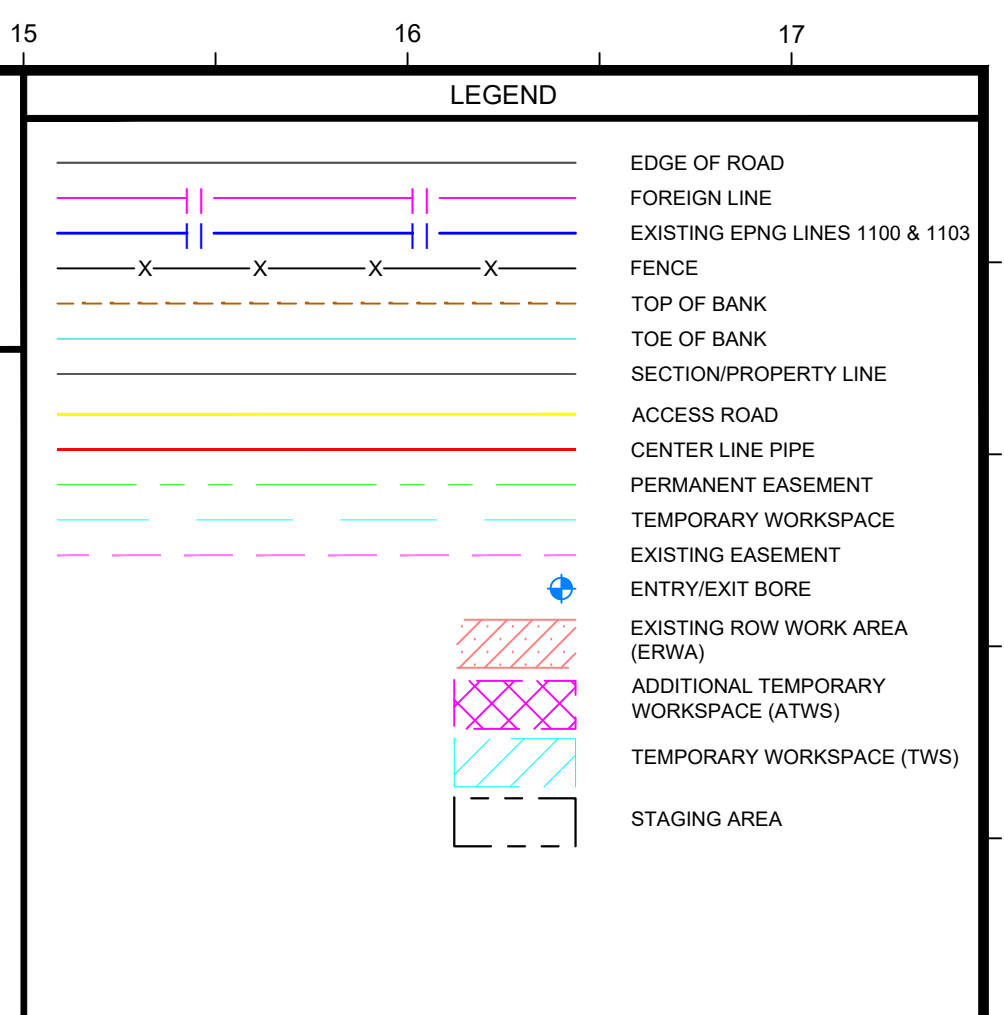 15 16 17
LEGEND
EDGE OF ROAD
FOREIGN LINE
EXISTING EPNG LINES 1100 & 1103
X X X X FENCE
TOP OF BANK
TOE OF BANK
SECTION/PROPERTY LINE
ACCESS ROAD
CENTER LINE PIPE
PERMANENT EASEMENT
TEMPORARY WORKSPACE
EXISTING EASEMENT
ENTRY/EXIT BORE
EXISTING ROW WORK AREA
(ERWA)
ADDITIONAL TEMPORARY
WORKSPACE (ATWS)
TEMPORARY WORKSPACE (TWS)
STAGING AREA